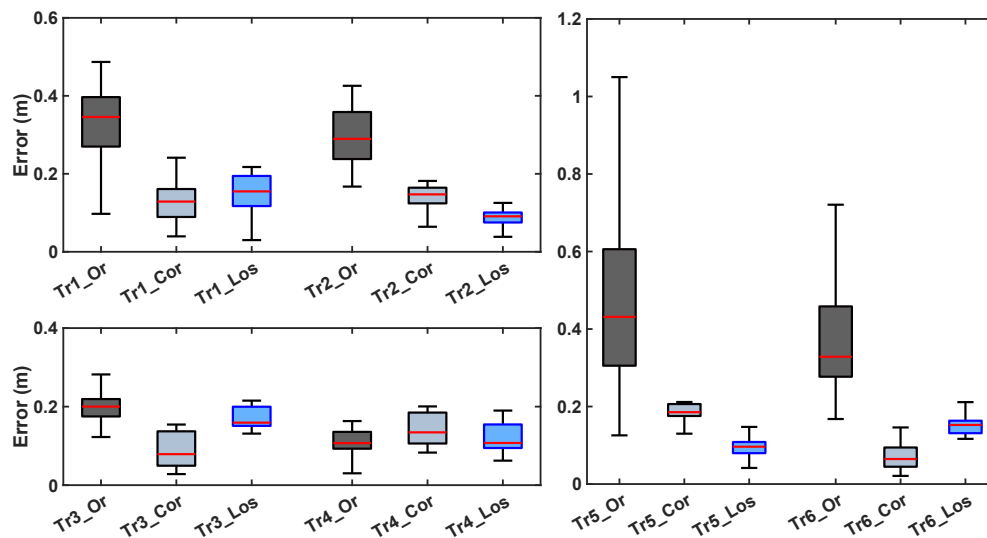 0.6
0.4
0.2
0
Error (m)
Tr1_Or
Tr1_Cor
Tr1_Los
Tr2_Or
Tr2_Cor
Tr2_Los
0.4
0.2
0
Error (m)
Tr3_Or
Tr3_Cor
Tr3_Los
Tr4_Or
Tr4_Cor
Tr4_Los
1.2
1
0.8
0.6
0.4
0.2
0
Tr5_Or
Tr5_Cor
Tr5_Los
Tr6_Or
Tr6_Cor
Tr6_Los